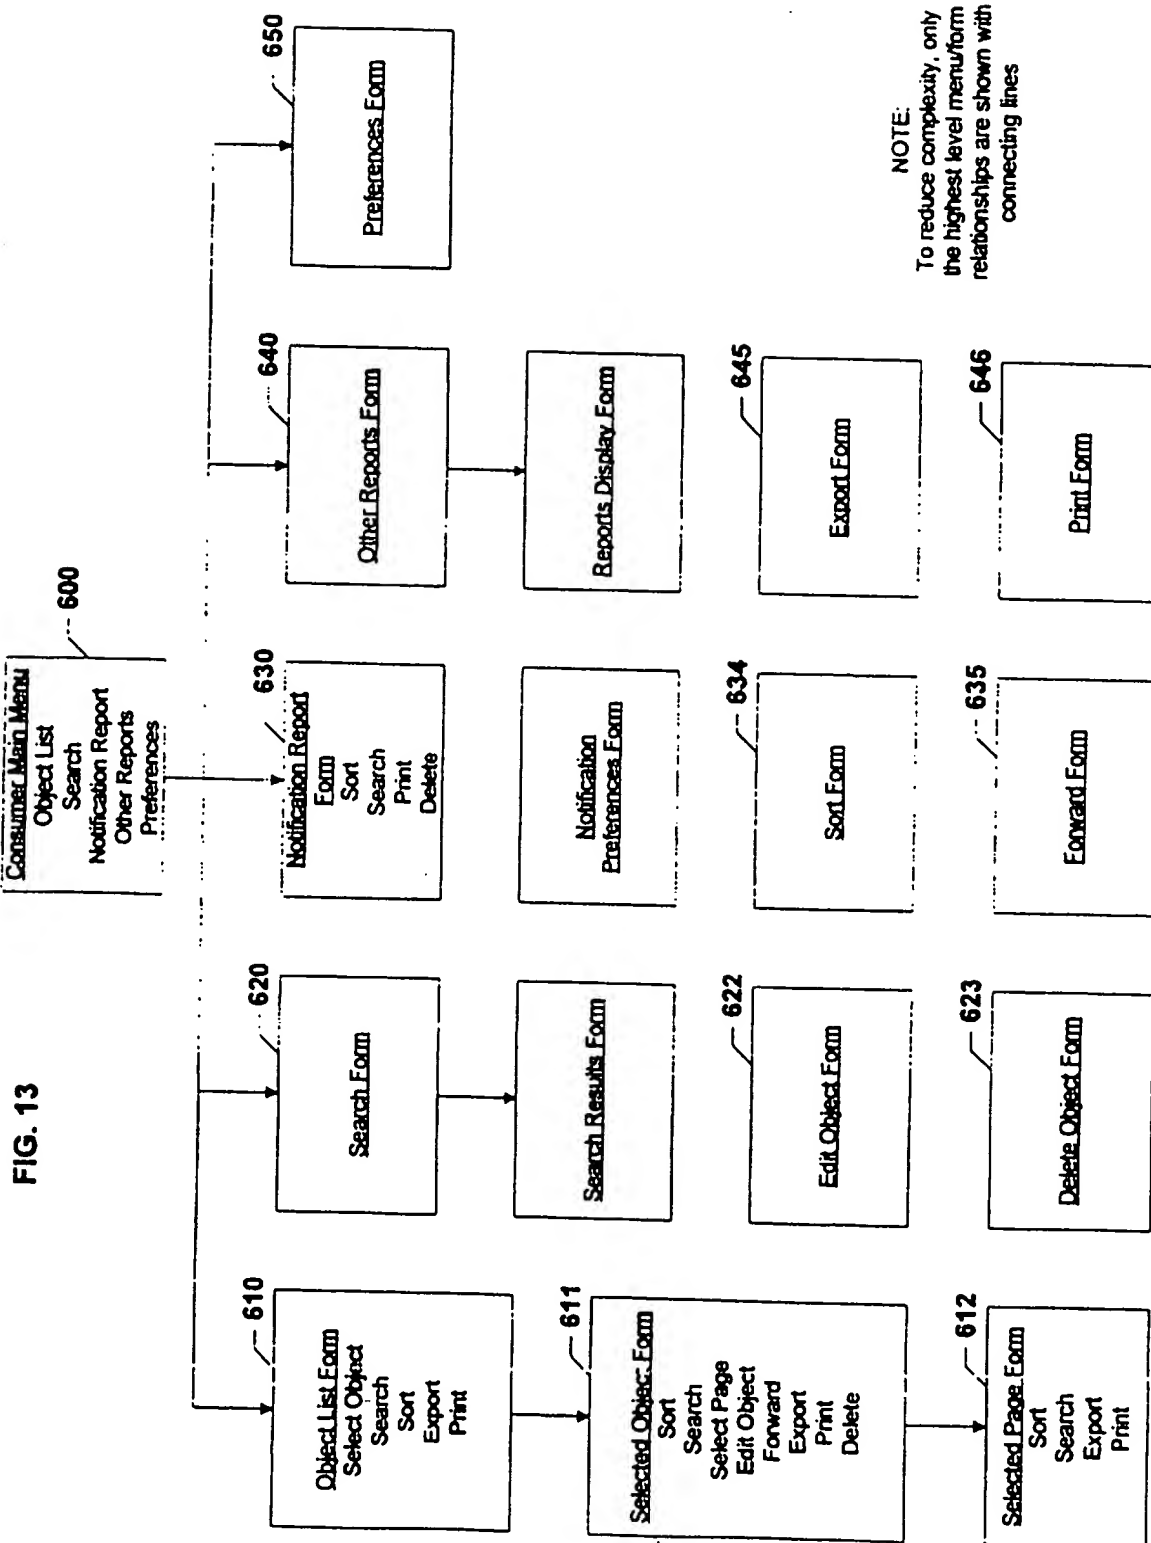 FIG. 13
Consumer Main Menu
Object List
Search
Notification Report
Other Reports
Preferences
600
610
Object List Form
Select Object
Search
Sort
Export
Print
620
Search Form
630
Notification Report
Form
Sort
Search
Print
Delete
640
Other Reports Form
650
Preferences Form
611
Selected Object Form
Sort
Search
Select Page
Edit Object
Forward
Export
Print
Delete
Search Results Form
Notification
Preferences Form
Reports Display Form
622
Edit Object Form
634
Sort Form
645
Export Form
612
Selected Page Form
Sort
Search
Export
Print
623
Delete Object Form
635
Forward Form
646
Print Form
NOTE:
To reduce complexity, only
the highest level menu/form
relationships are shown with
connecting lines